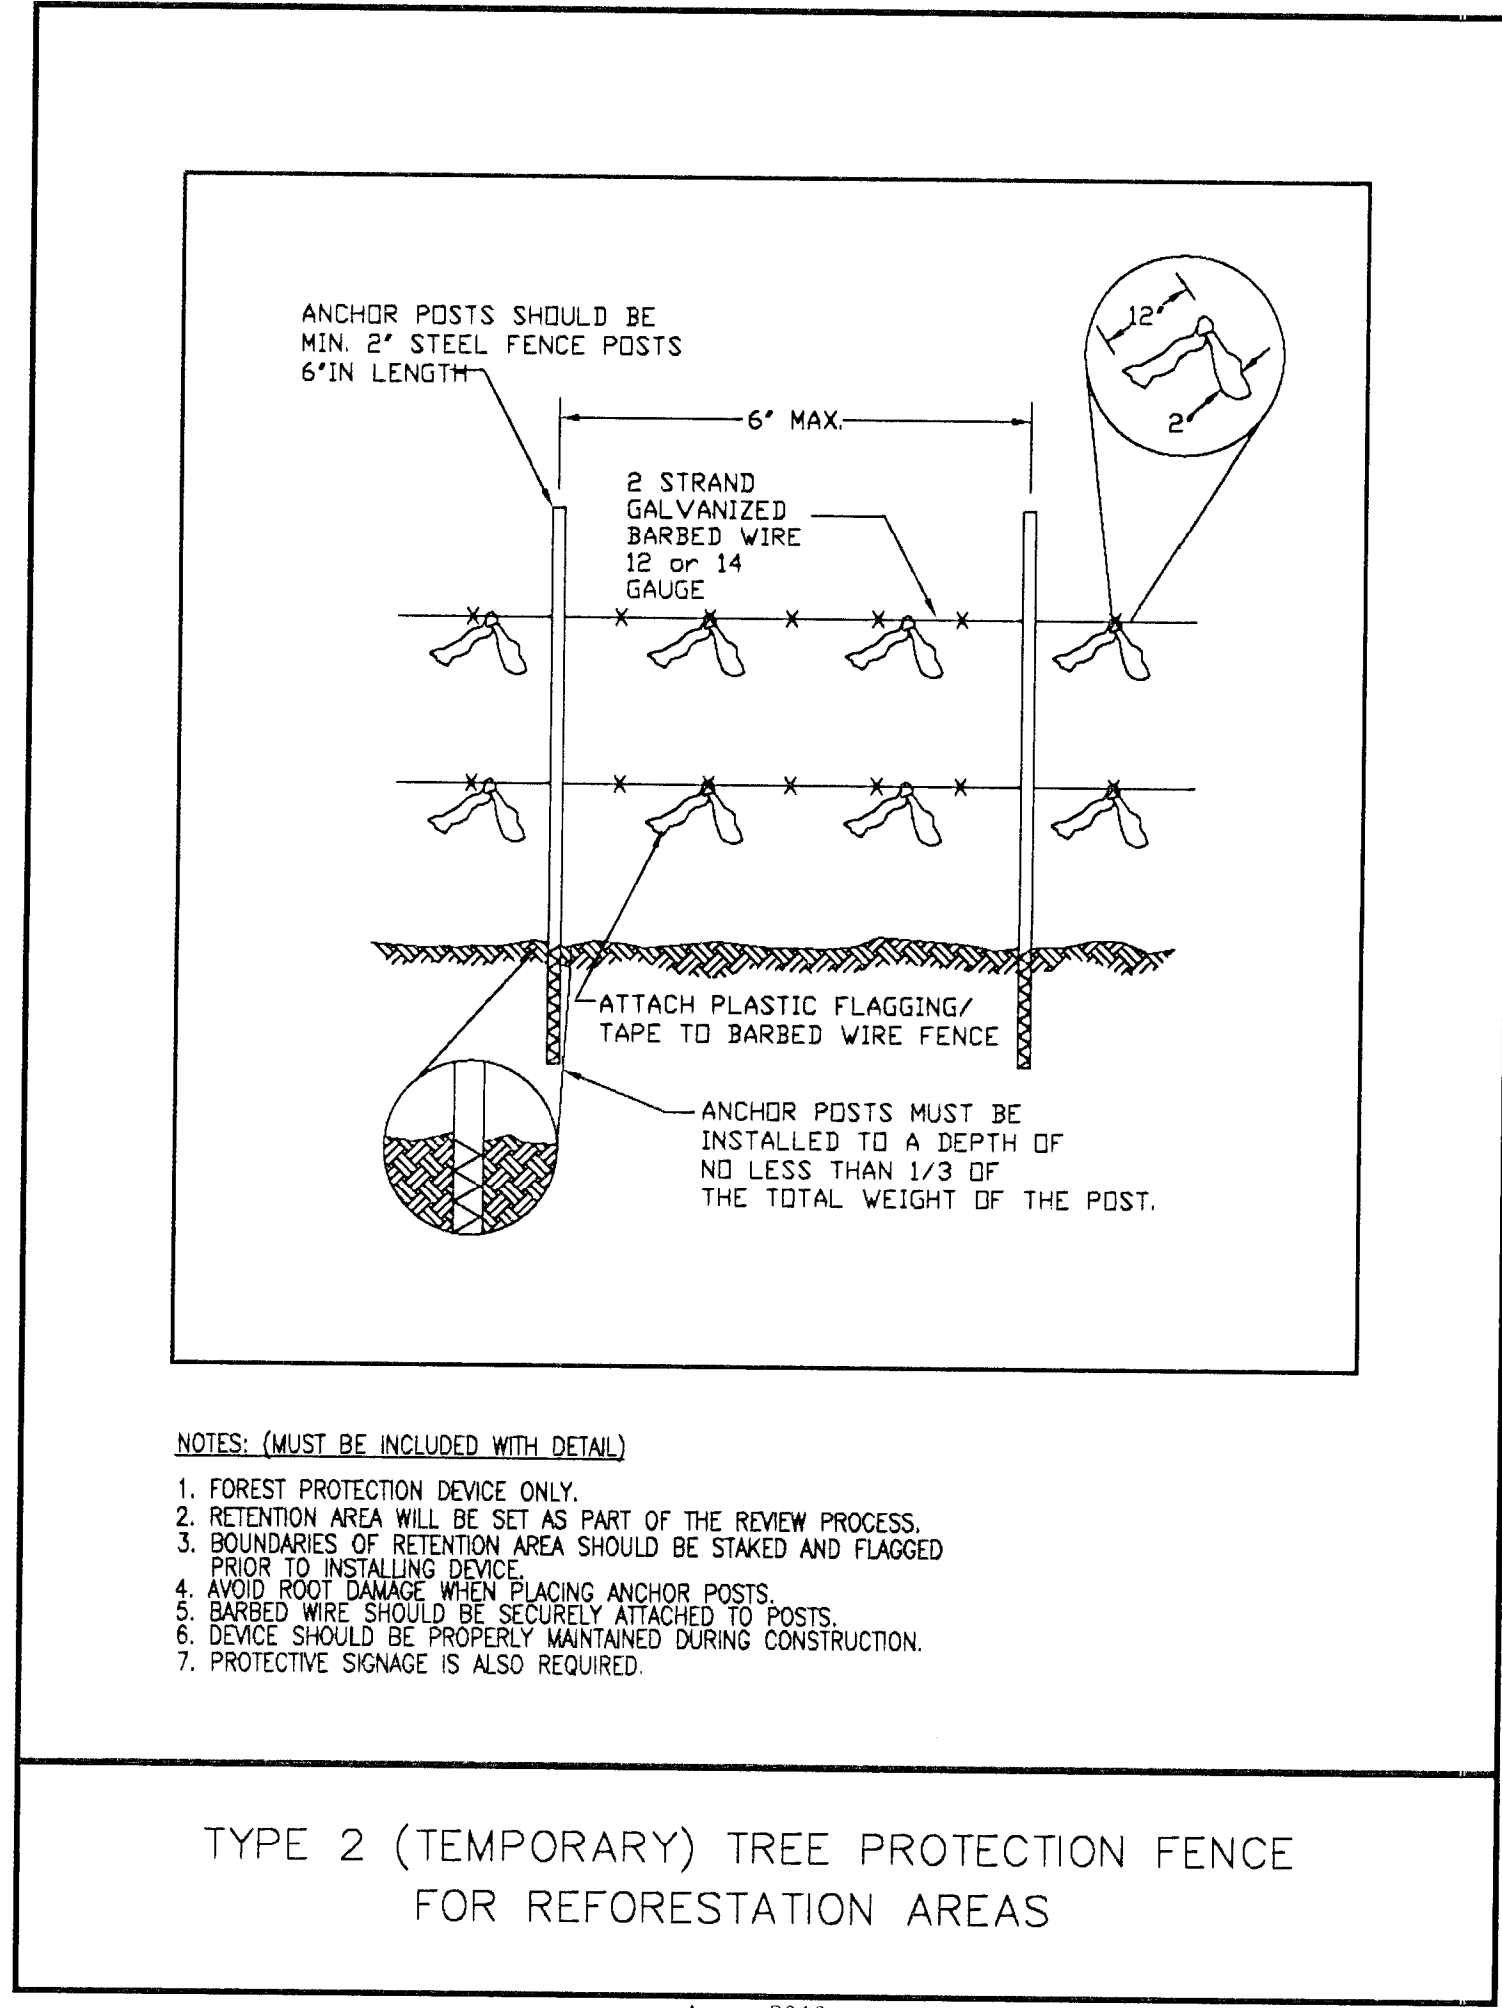 ANCHOR POSTS SHOULD BE
MIN. 2" STEEL FENCE POSTS
6'IN LENGTH
6' MAX.
12"
2"
2 STRAND
GALVANIZED
BARBED WIRE
12 or 14
GAUGE
ATTACH PLASTIC FLAGGING/
TAPE TO BARBED WIRE FENCE
ANCHOR POSTS MUST BE
INSTALLED TO A DEPTH OF
NO LESS THAN 1/3 OF
THE TOTAL WEIGHT OF THE POST.
NOTES: (MUST BE INCLUDED WITH DETAIL)
1. FOREST PROTECTION DEVICE ONLY.
2. RETENTION AREA WILL BE SET AS PART OF THE REVIEW PROCESS.
3. BOUNDARIES OF RETENTION AREA SHOULD BE STAKED AND FLAGGED
PRIOR TO INSTALLING DEVICE.
4. AVOID ROOT DAMAGE WHEN PLACING ANCHOR POSTS.
5. BARBED WIRE SHOULD BE SECURELY ATTACHED TO POSTS.
6. DEVICE SHOULD BE PROPERLY MAINTAINED DURING CONSTRUCTION.
7. PROTECTIVE SIGNAGE IS ALSO REQUIRED.
TYPE 2 (TEMPORARY) TREE PROTECTION FENCE
FOR REFORESTATION AREAS